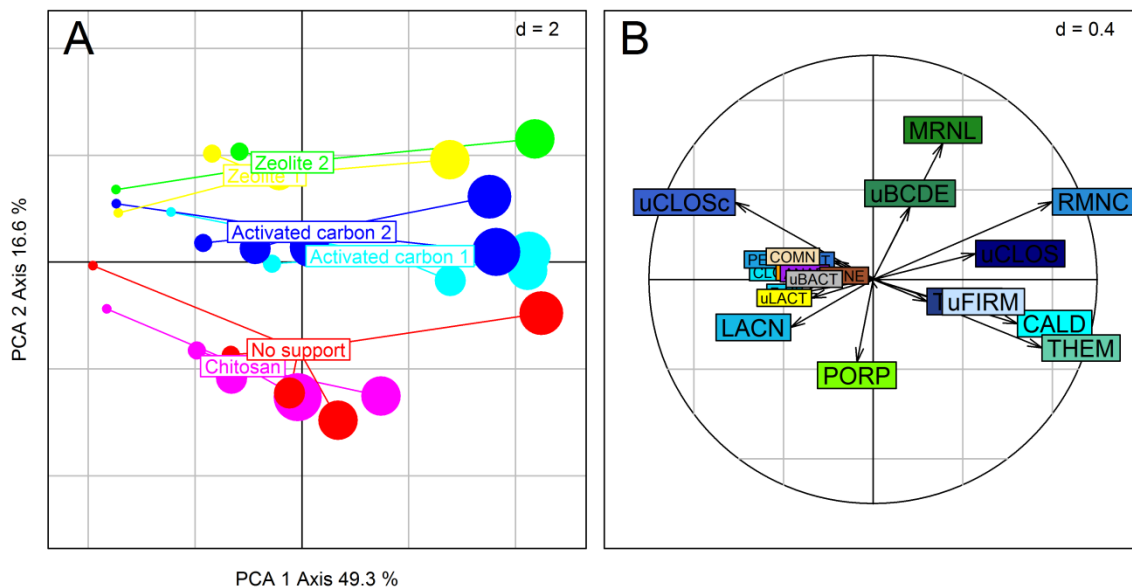 A
d = 2
Zeolite 2
Zeolite 1
Activated carbon 2
Activated carbon 1
No support
Chitosan
PCA 2 Axis 16.6 %
PCA 1 Axis 49.3 %
B
d = 0.4
MRNL
uBCDE
uCLOSc
RMNC
uCLOS
COMN
uBACT
uLACT
uFIRM
LACN
CALD
THEM
PORP